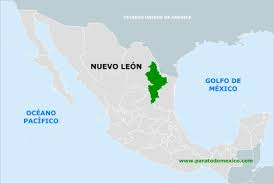 ESTADOS UNIDOS DE AMÉRICA
NUEVO LEÓN
GOLFO DE
MÉXICO
OCÉANO
PACÍFICO
www.paratodomexico.com